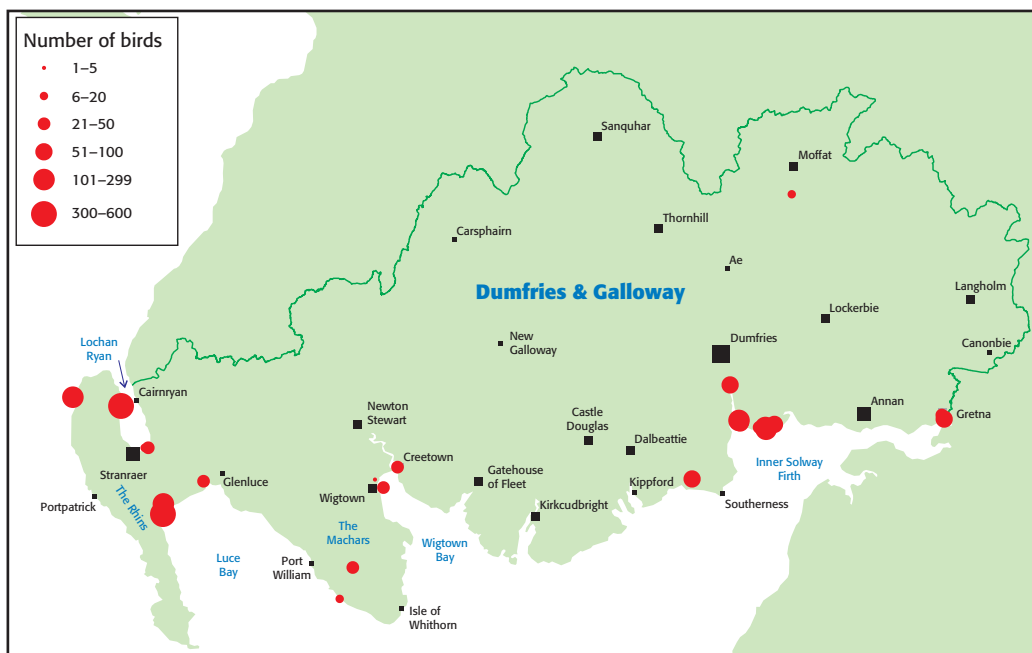 Number of birds
1–5
6–20
21–50
51–100
101–299
300–600
Sanquhar
Moffat
Thornhill
Carsphairn
Ae
Dumfries & Galloway
Langholm
Lockerbie
New
Galloway
Dumfries
Canonbie
Lochan
Ryan
Cairnryan
Newton
Stewart
Castle
Douglas
Dalbeattie
Annan
Gretna
Stranraer
Glenluce
Creetown
Gatehouse
of Fleet
Inner Solway
Firth
Portpatrick
The Rhins
Wigtown
Kippford
Southerness
Kirkcudbright
The
Machars
Wigtown
Bay
Luce
Bay
Port
William
Isle of
Whithorn